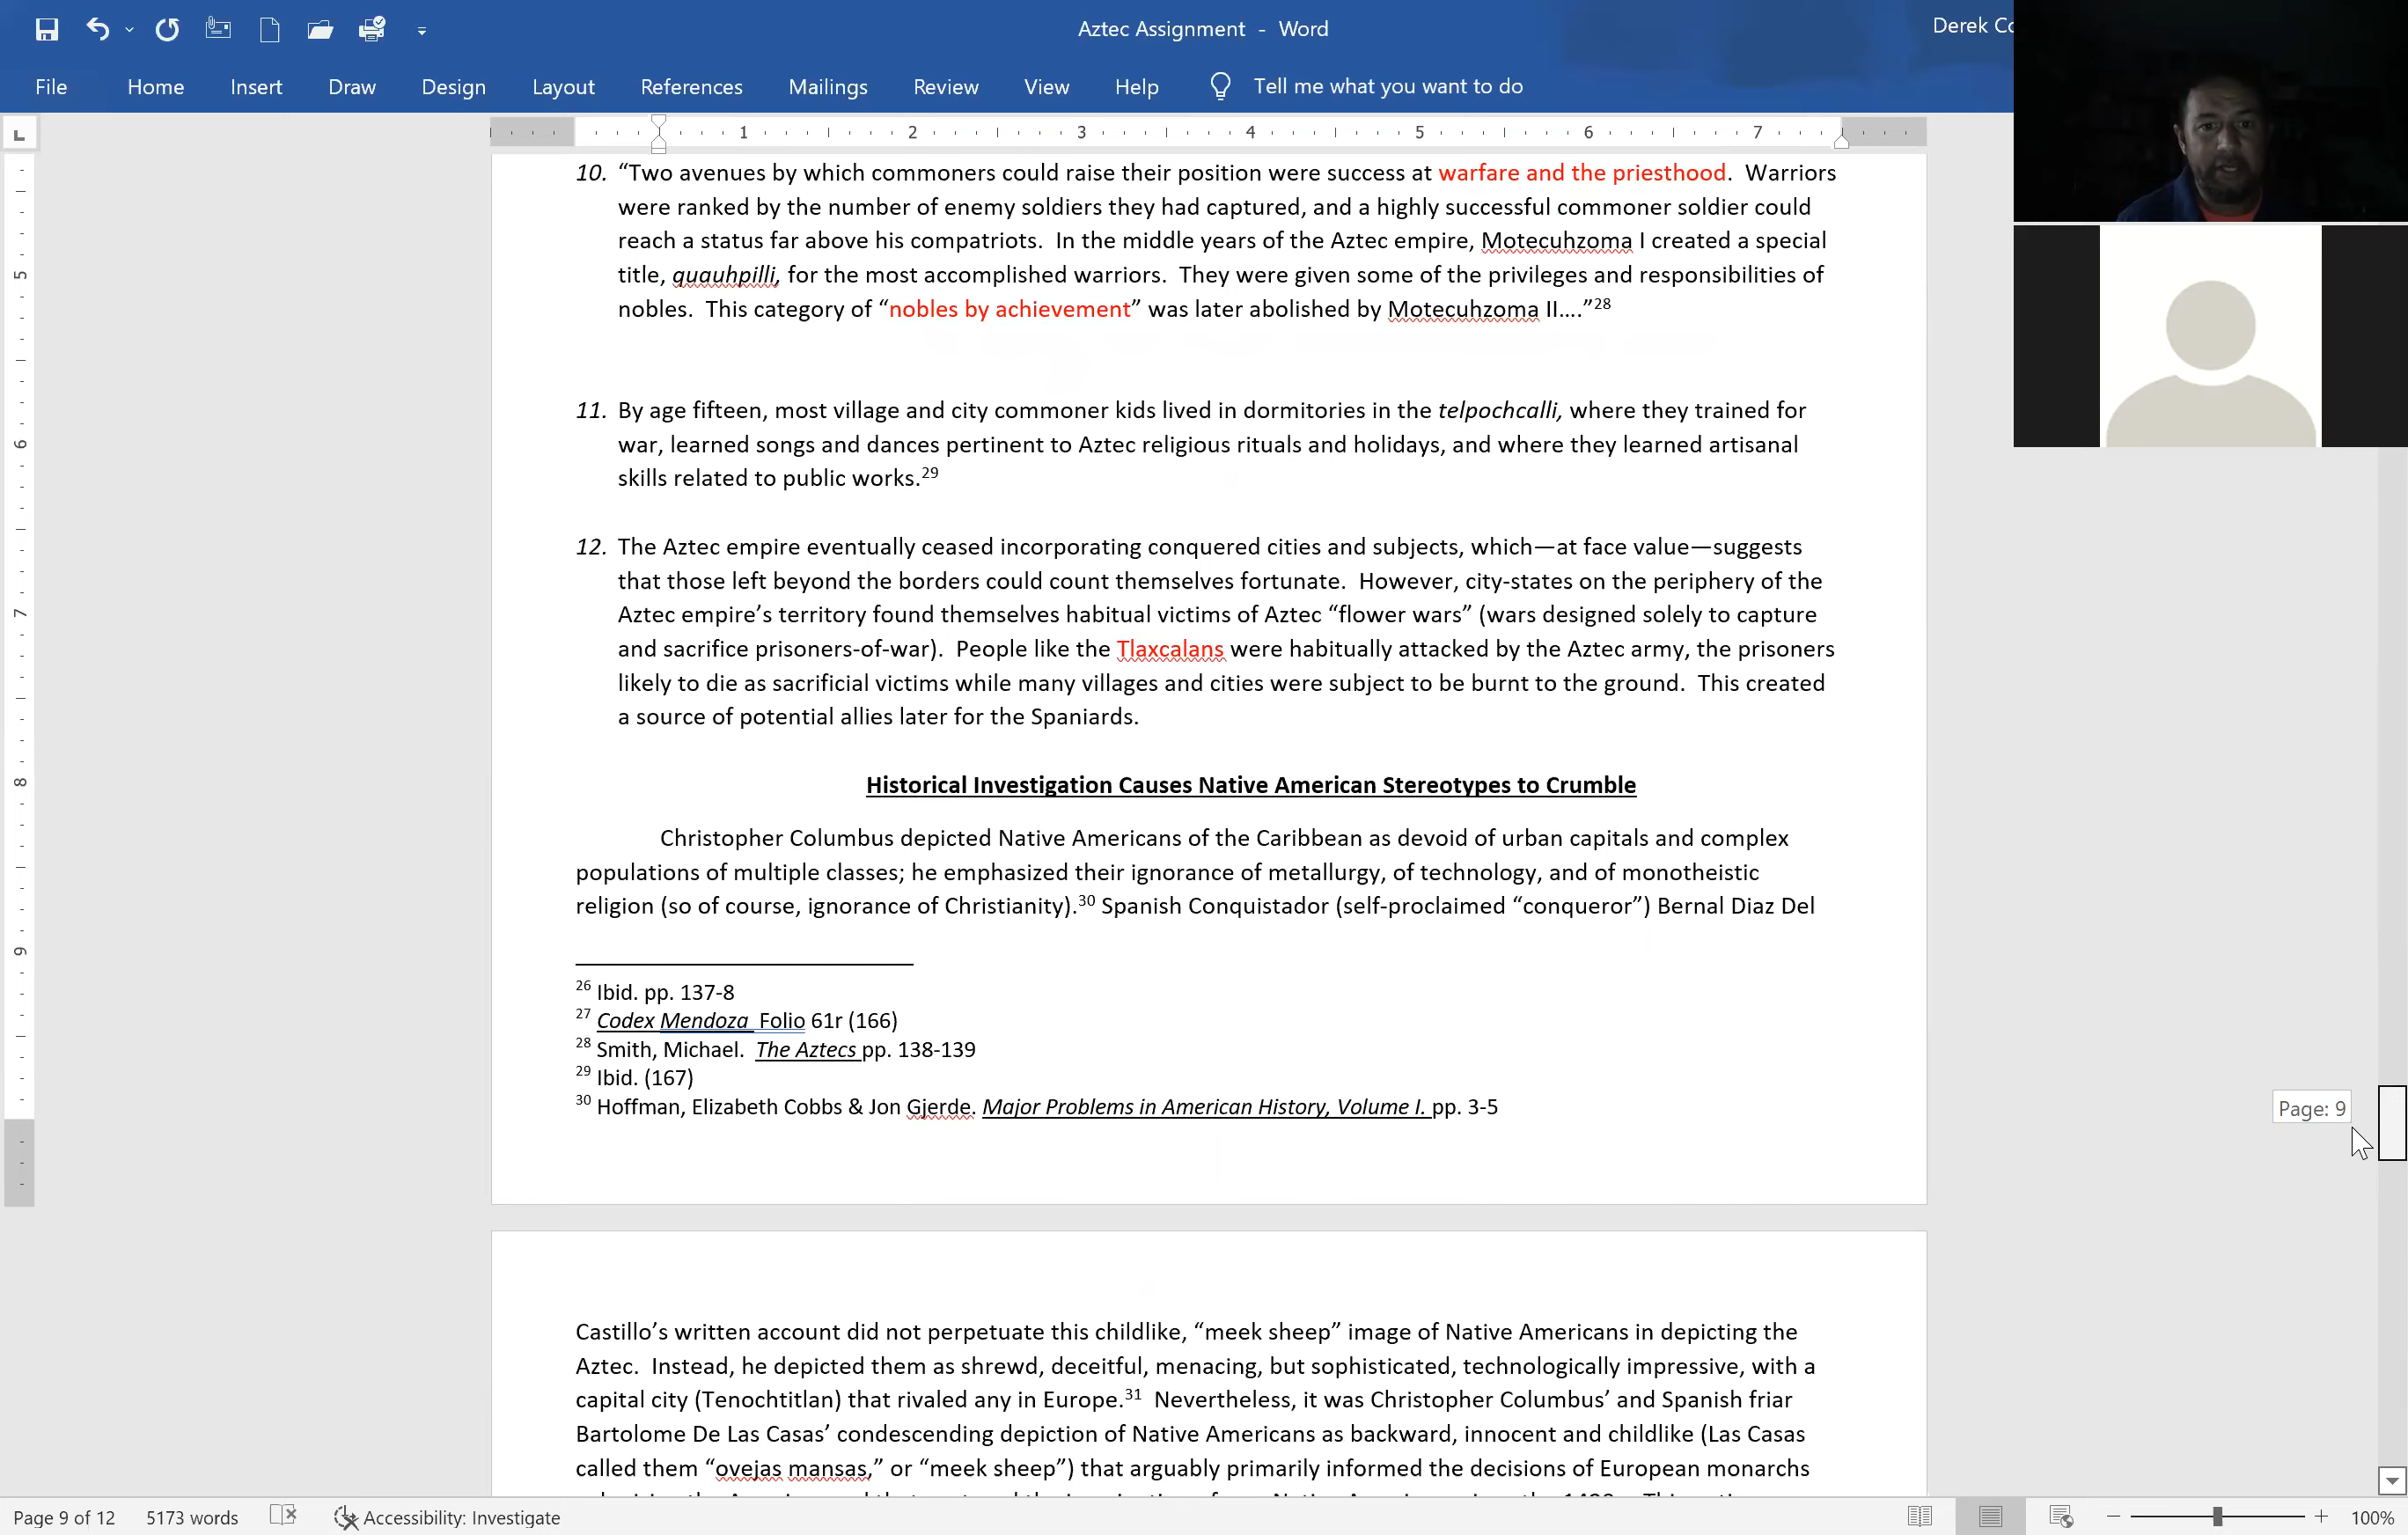 Aztec Assignment - Word
Derek Co
File Home Insert Draw Design Layout References Mailings Review View Help Tell me what you want to do
1 2 3 4 5 6 7
10. “Two avenues by which commoners could raise their position were success at warfare and the priesthood.  Warriors
were ranked by the number of enemy soldiers they had captured, and a highly successful commoner soldier could
reach a status far above his compatriots.  In the middle years of the Aztec empire, Motecuhzoma I created a special
title, quauhpilli, for the most accomplished warriors.  They were given some of the privileges and responsibilities of
nobles.  This category of “nobles by achievement” was later abolished by Motecuhzoma II….”28
11. By age fifteen, most village and city commoner kids lived in dormitories in the telpochcalli, where they trained for
war, learned songs and dances pertinent to Aztec religious rituals and holidays, and where they learned artisanal
skills related to public works.29
12. The Aztec empire eventually ceased incorporating conquered cities and subjects, which—at face value—suggests
that those left beyond the borders could count themselves fortunate.  However, city-states on the periphery of the
Aztec empire’s territory found themselves habitual victims of Aztec “flower wars” (wars designed solely to capture
and sacrifice prisoners-of-war).  People like the Tlaxcalans were habitually attacked by the Aztec army, the prisoners
likely to die as sacrificial victims while many villages and cities were subject to be burnt to the ground.  This created
a source of potential allies later for the Spaniards.
Historical Investigation Causes Native American Stereotypes to Crumble
Christopher Columbus depicted Native Americans of the Caribbean as devoid of urban capitals and complex
populations of multiple classes; he emphasized their ignorance of metallurgy, of technology, and of monotheistic
religion (so of course, ignorance of Christianity).30 Spanish Conquistador (self-proclaimed “conqueror”) Bernal Diaz Del
26 Ibid. pp. 137-8
27 Codex Mendoza  Folio 61r (166)
28 Smith, Michael.  The Aztecs pp. 138-139
29 Ibid. (167)
30 Hoffman, Elizabeth Cobbs & Jon Gjerde. Major Problems in American History, Volume I. pp. 3-5
Page: 9
Castillo’s written account did not perpetuate this childlike, “meek sheep” image of Native Americans in depicting the
Aztec.  Instead, he depicted them as shrewd, deceitful, menacing, but sophisticated, technologically impressive, with a
capital city (Tenochtitlan) that rivaled any in Europe.31  Nevertheless, it was Christopher Columbus’ and Spanish friar
Bartolome De Las Casas’ condescending depiction of Native Americans as backward, innocent and childlike (Las Casas
called them “ovejas mansas,” or “meek sheep”) that arguably primarily informed the decisions of European monarchs
5
6
7
8
9
Page 9 of 12 5173 words Accessibility: Investigate 100%